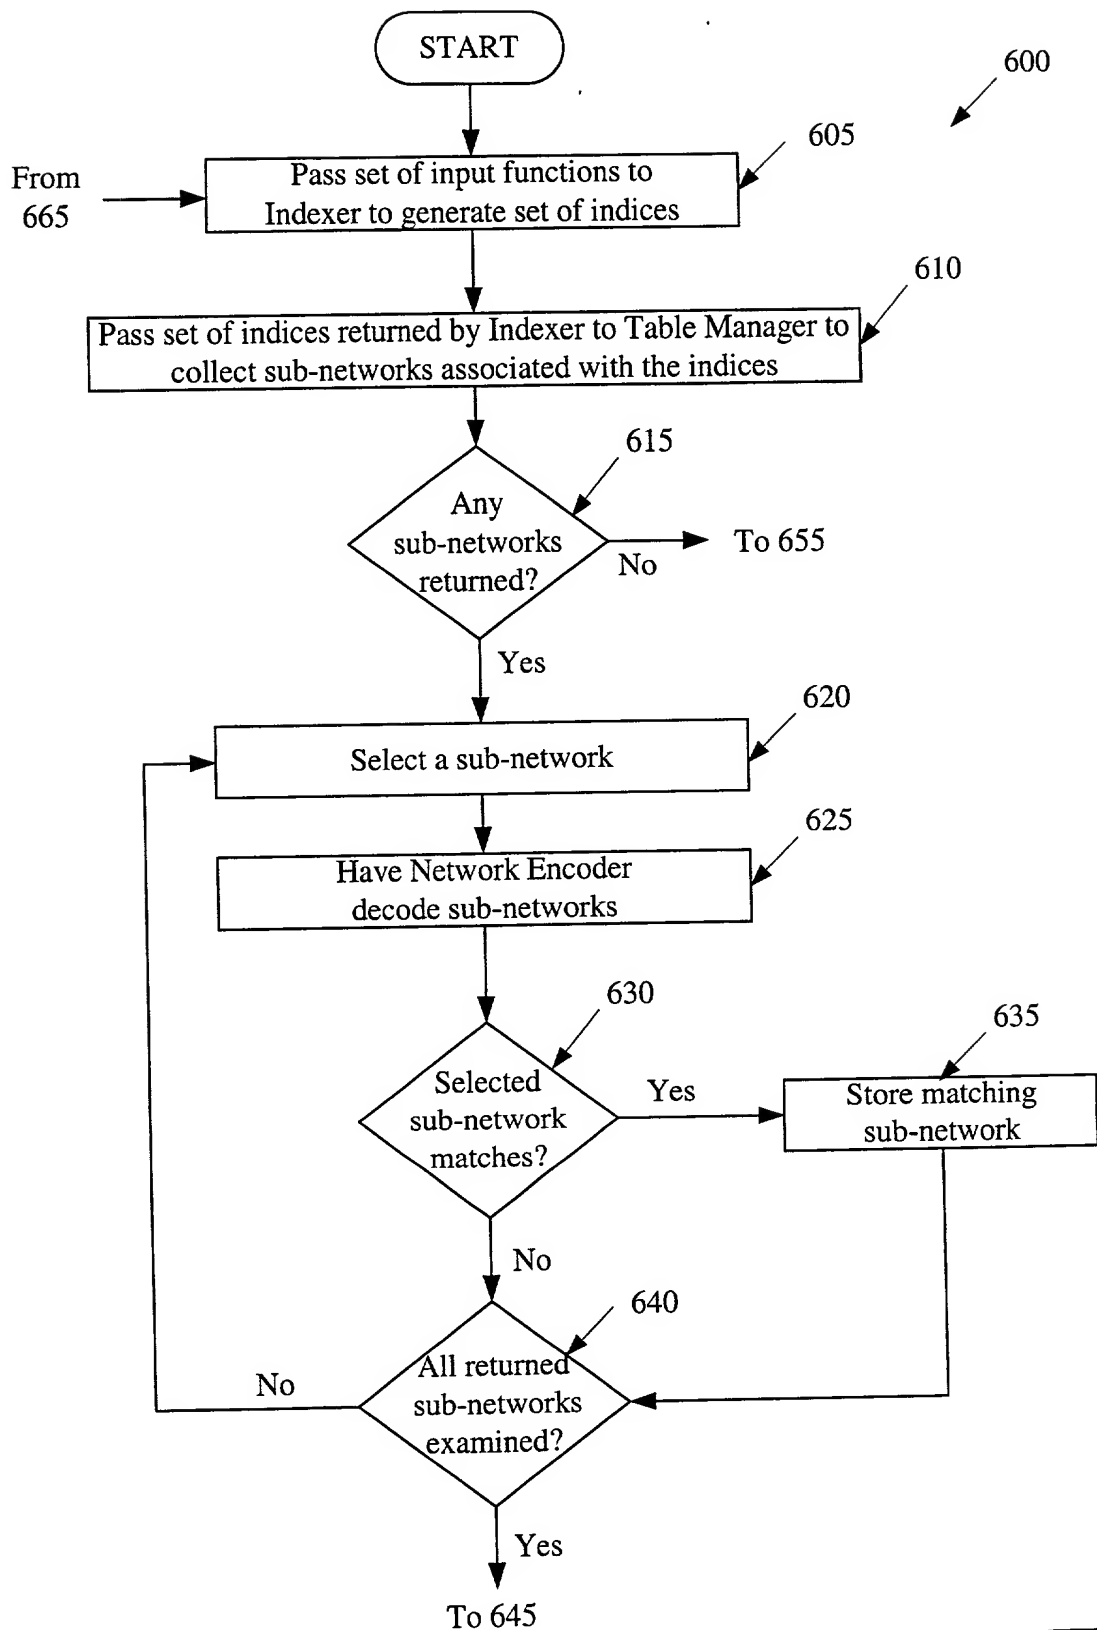 START
600
605
From
665
Pass set of input functions to
Indexer to generate set of indices
610
Pass set of indices returned by Indexer to Table Manager to
collect sub-networks associated with the indices
615
Any
sub-networks
returned?
No
To 655
Yes
620
Select a sub-network
625
Have Network Encoder
decode sub-networks
630
635
Selected
sub-network
matches?
Yes
Store matching
sub-network
No
640
All returned
sub-networks
examined?
No
Yes
To 645